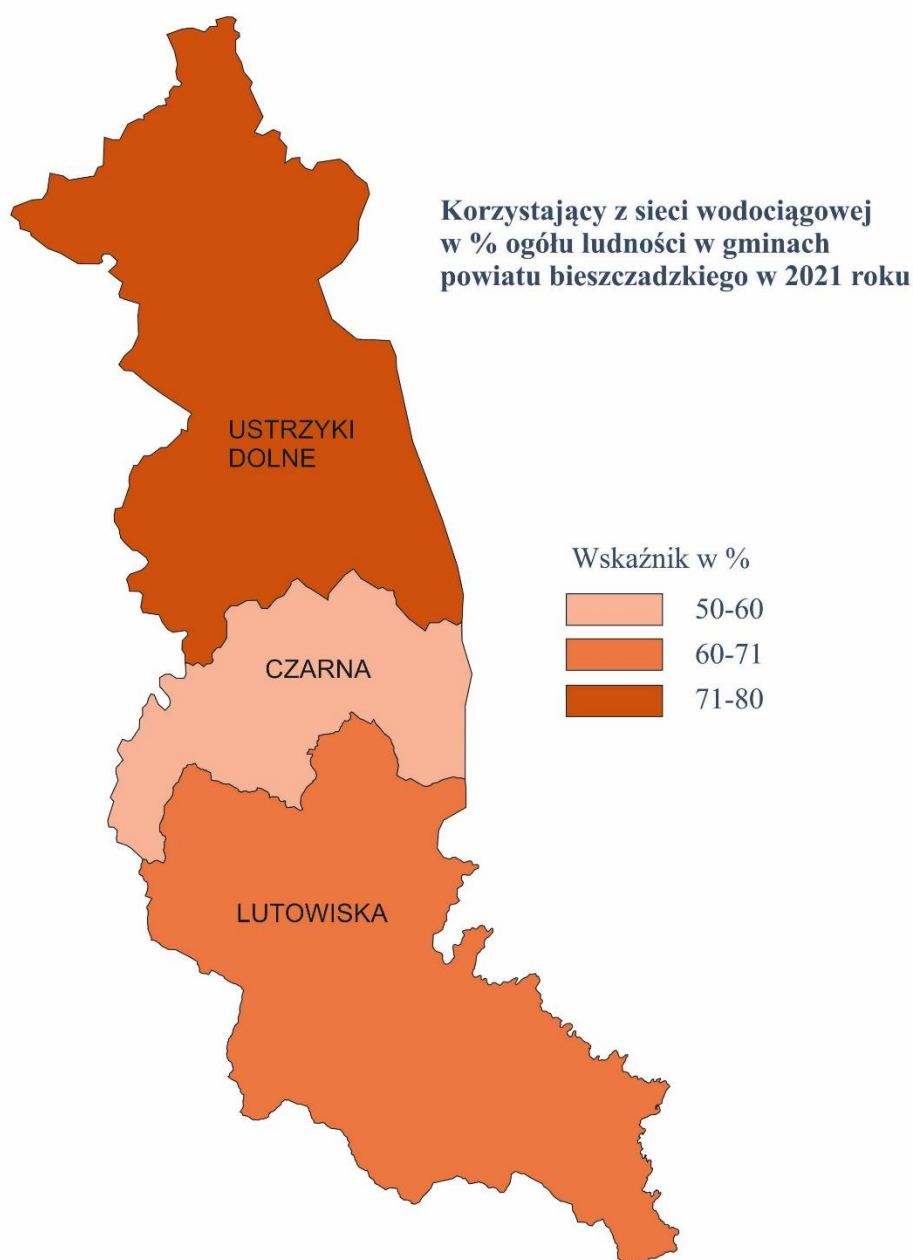 Korzystający z sieci wodociągowej
w % ogółu ludności w gminach
powiatu bieszczadzkiego w 2021 roku
USTRZYKI
DOLNE
Wskaźnik w %
50-60
60-71
71-80
CZARNA
LUTOWISKA